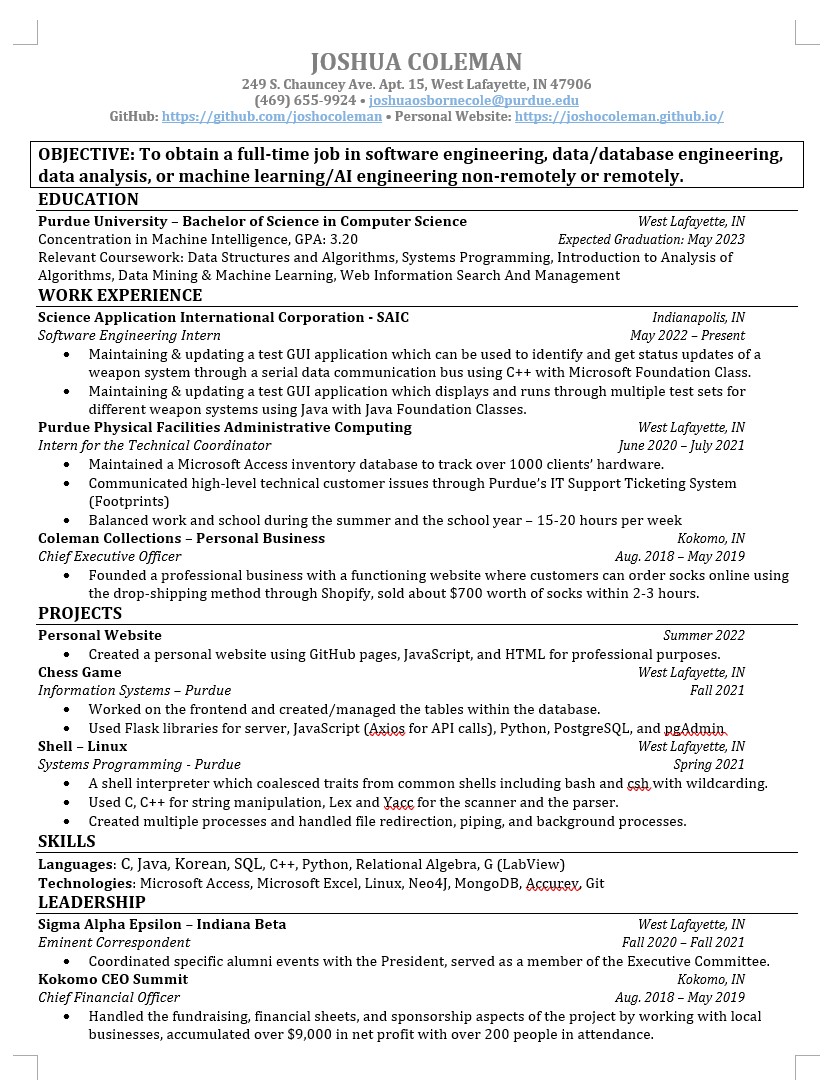 JOSHUA COLEMAN
249 S. Chauncey Ave. Apt. 15, West Lafayette, IN 47906
(469) 655-9924 • joshuaosbornecole@purdue.edu
GitHub: https://github.com/joshocoleman • Personal Website: https://joshocoleman.github.io/
OBJECTIVE: To obtain a full-time job in software engineering, data/database engineering,
data analysis, or machine learning/AI engineering non-remotely or remotely.
EDUCATION
Purdue University – Bachelor of Science in Computer Science West Lafayette, IN
Concentration in Machine Intelligence, GPA: 3.20 Expected Graduation: May 2023
Relevant Coursework: Data Structures and Algorithms, Systems Programming, Introduction to Analysis of
Algorithms, Data Mining & Machine Learning, Web Information Search And Management
WORK EXPERIENCE
Science Application International Corporation - SAIC Indianapolis, IN
Software Engineering Intern May 2022 – Present
• Maintaining & updating a test GUI application which can be used to identify and get status updates of a
weapon system through a serial data communication bus using C++ with Microsoft Foundation Class.
• Maintaining & updating a test GUI application which displays and runs through multiple test sets for
different weapon systems using Java with Java Foundation Classes.
Purdue Physical Facilities Administrative Computing West Lafayette, IN
Intern for the Technical Coordinator June 2020 – July 2021
• Maintained a Microsoft Access inventory database to track over 1000 clients’ hardware.
• Communicated high-level technical customer issues through Purdue’s IT Support Ticketing System
(Footprints)
• Balanced work and school during the summer and the school year – 15-20 hours per week
Coleman Collections – Personal Business Kokomo, IN
Chief Executive Officer Aug. 2018 – May 2019
• Founded a professional business with a functioning website where customers can order socks online using
the drop-shipping method through Shopify, sold about $700 worth of socks within 2-3 hours.
PROJECTS
Personal Website Summer 2022
• Created a personal website using GitHub pages, JavaScript, and HTML for professional purposes.
Chess Game West Lafayette, IN
Information Systems – Purdue Fall 2021
• Worked on the frontend and created/managed the tables within the database.
• Used Flask libraries for server, JavaScript (Axios for API calls), Python, PostgreSQL, and pgAdmin
Shell – Linux West Lafayette, IN
Systems Programming - Purdue Spring 2021
• A shell interpreter which coalesced traits from common shells including bash and csh with wildcarding.
• Used C, C++ for string manipulation, Lex and Yacc for the scanner and the parser.
• Created multiple processes and handled file redirection, piping, and background processes.
SKILLS
Languages: C, Java, Korean, SQL, C++, Python, Relational Algebra, G (LabView)
Technologies: Microsoft Access, Microsoft Excel, Linux, Neo4J, MongoDB, Accurev, Git
LEADERSHIP
Sigma Alpha Epsilon – Indiana Beta West Lafayette, IN
Eminent Correspondent Fall 2020 – Fall 2021
• Coordinated specific alumni events with the President, served as a member of the Executive Committee.
Kokomo CEO Summit Kokomo, IN
Chief Financial Officer Aug. 2018 – May 2019
• Handled the fundraising, financial sheets, and sponsorship aspects of the project by working with local
businesses, accumulated over $9,000 in net profit with over 200 people in attendance.